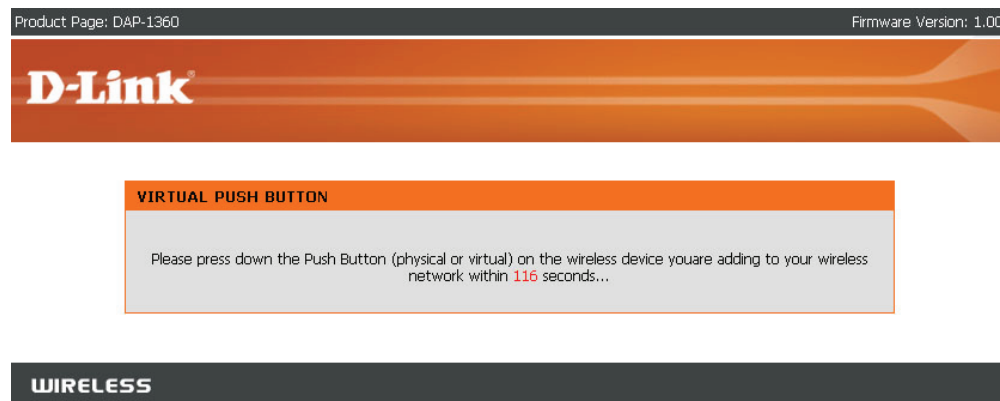 Product Page: DAP-1360 Firmware Version: 1.00
D-Link®
VIRTUAL PUSH BUTTON
Please press down the Push Button (physical or virtual) on the wireless device youare adding to your wireless
network within 116 seconds...
WIRELESS